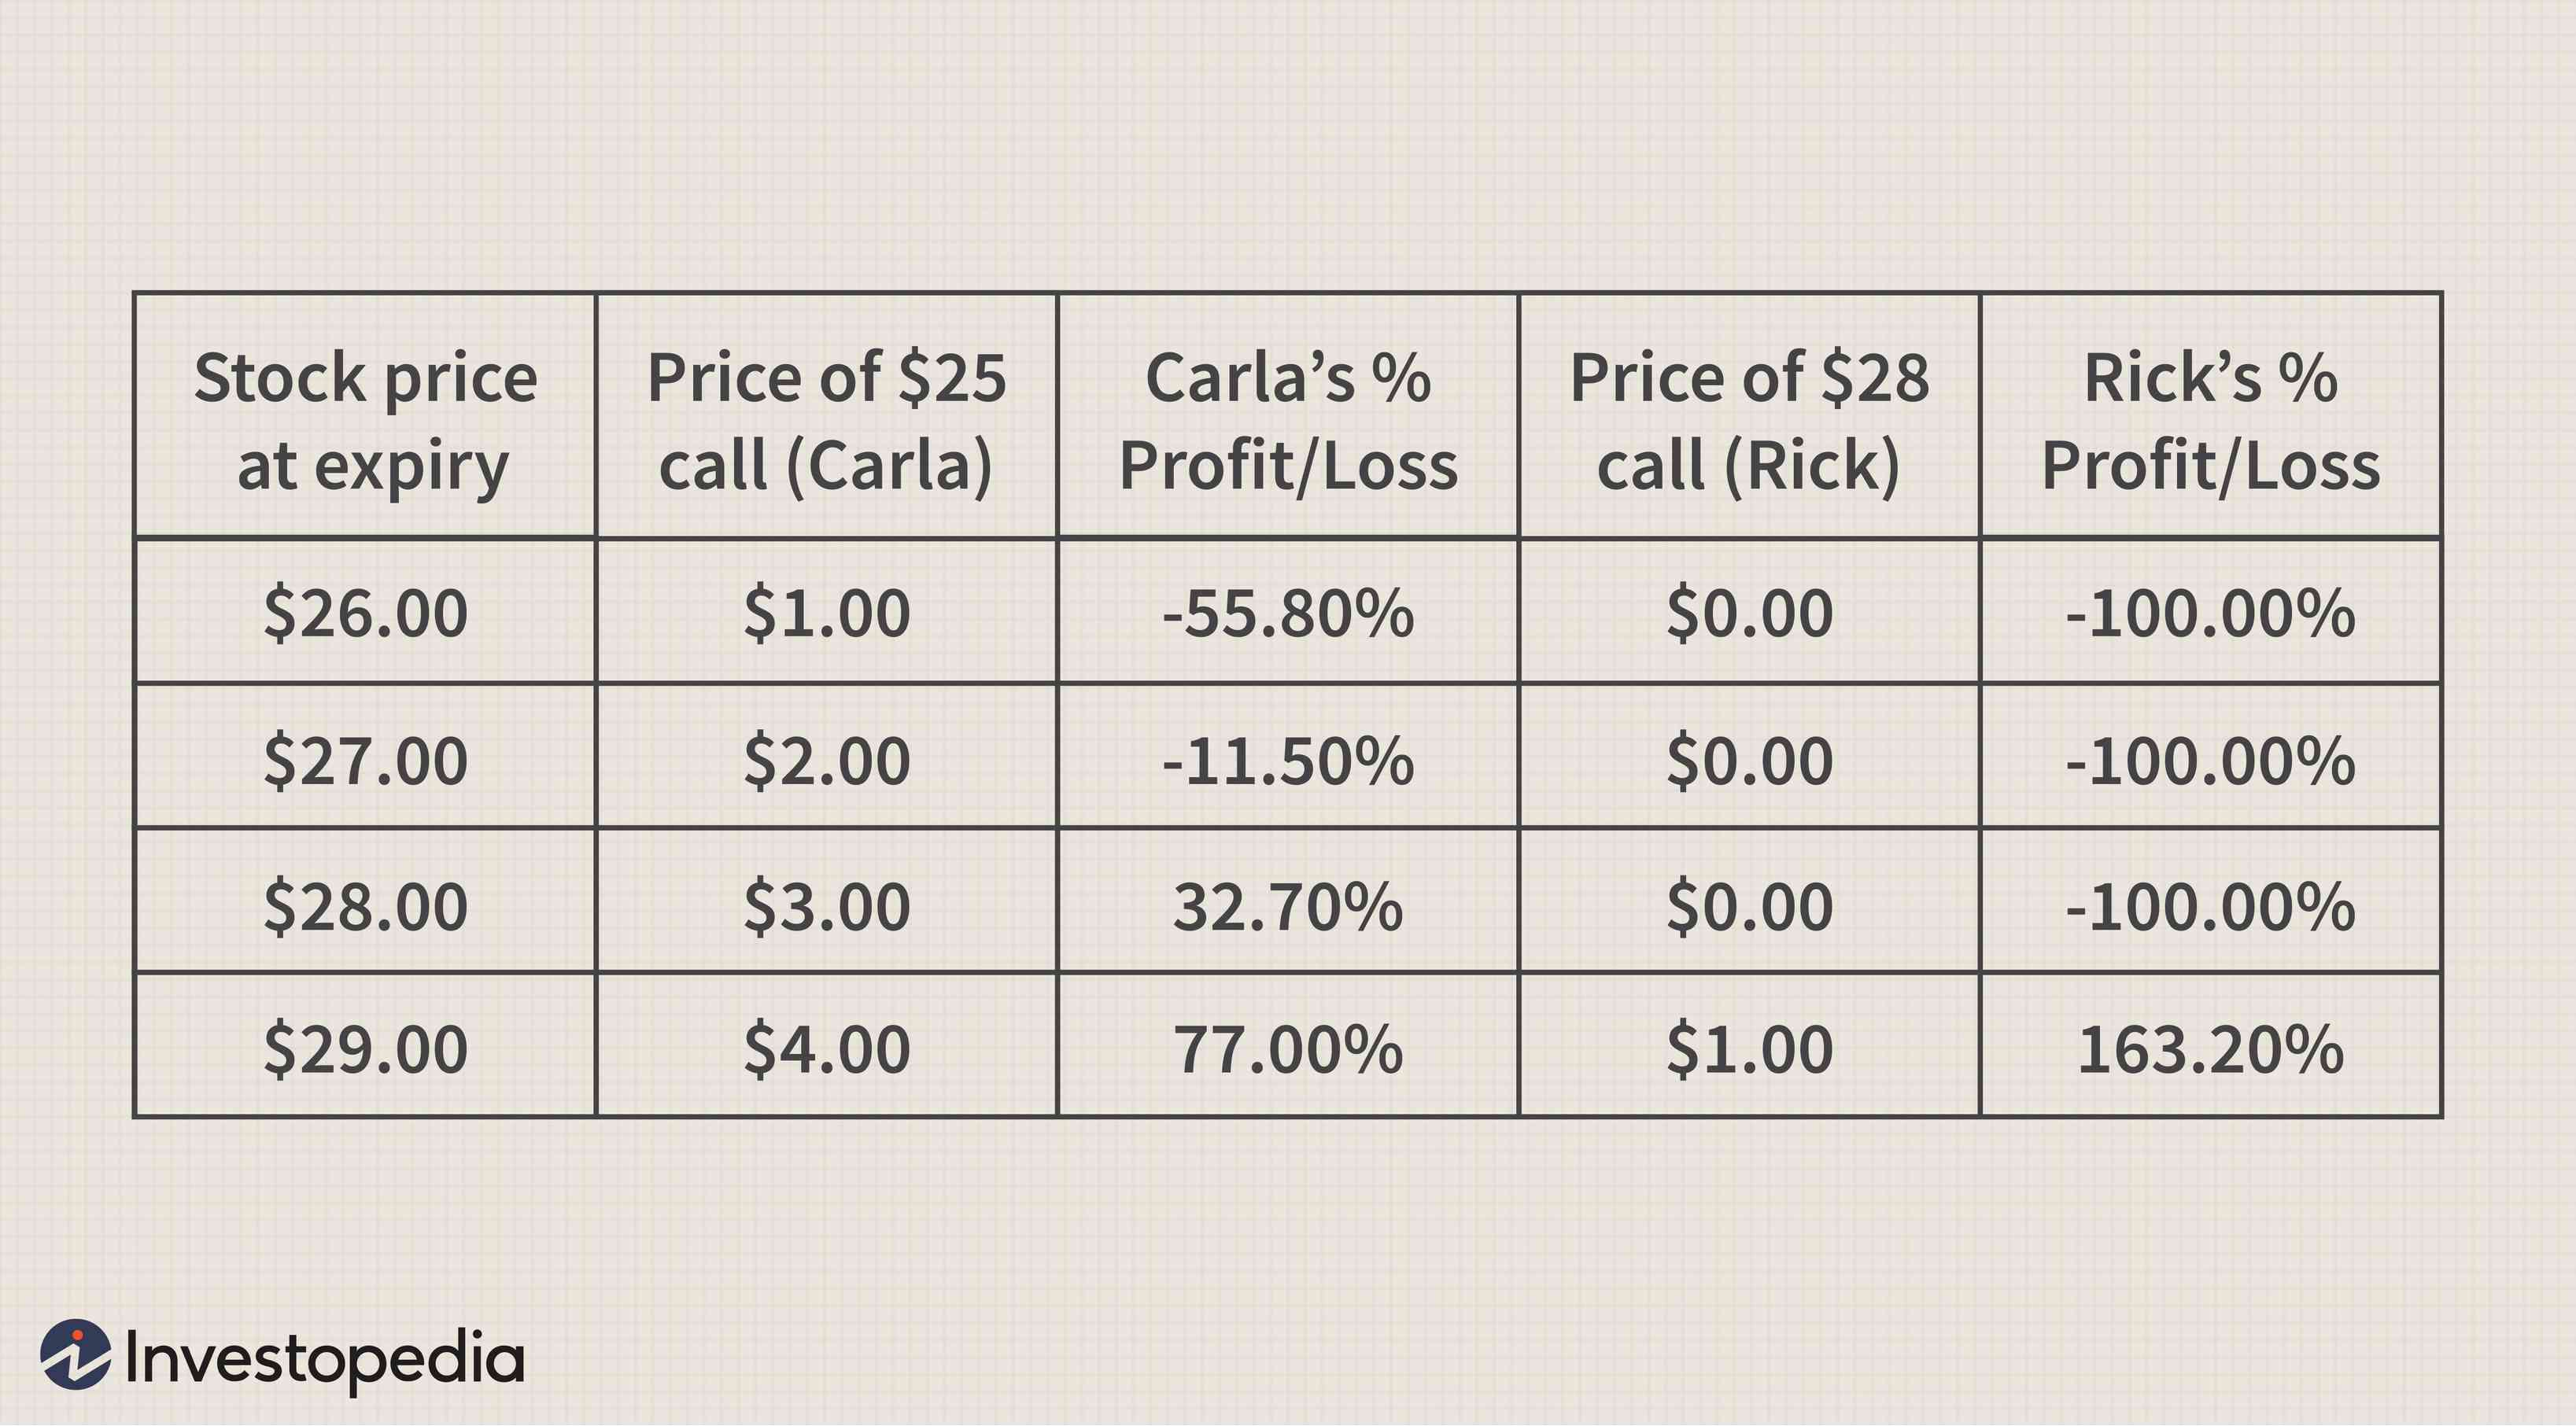 Stock price
at expiry
Price of $25
call (Carla)
Carla’s %
Profit/Loss
Price of $28
call (Rick)
Rick’s %
Profit/Loss
$26.00 $1.00 -55.80% $0.00 -100.00%
$27.00 $2.00 -11.50% $0.00 -100.00%
$28.00 $3.00 32.70% $0.00 -100.00%
$29.00 $4.00 77.00% $1.00 163.20%
Investopedia